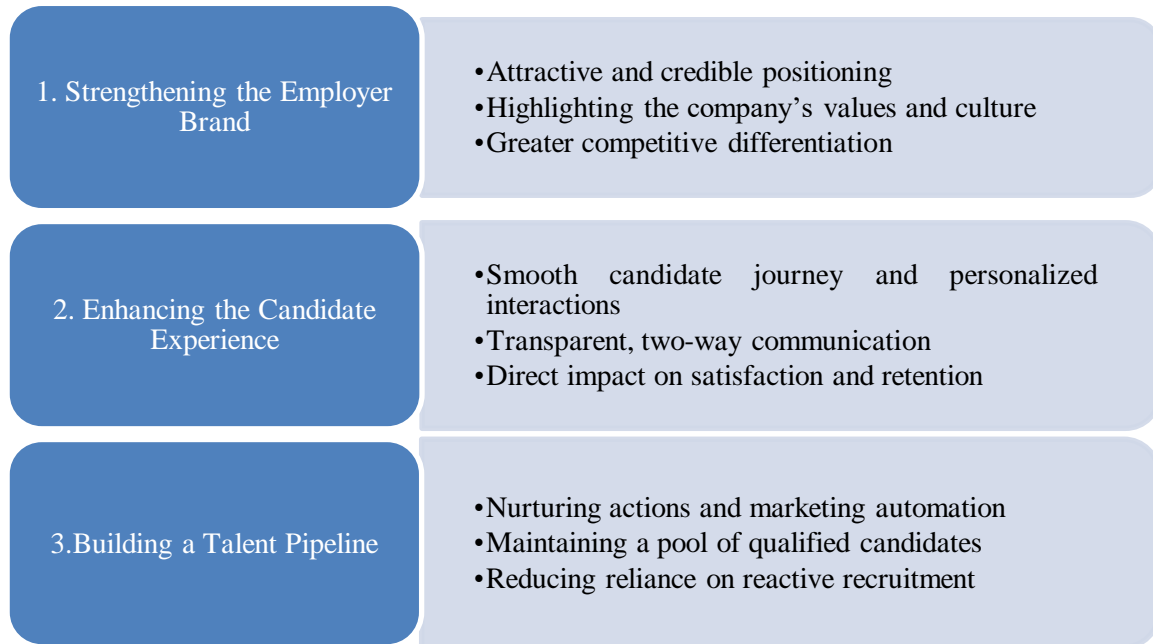 1. Strengthening the Employer
Brand
•Attractive and credible positioning
•Highlighting the company’s values and culture
•Greater competitive differentiation
2. Enhancing the Candidate
Experience
•Smooth candidate journey and personalized
interactions
•Transparent, two-way communication
•Direct impact on satisfaction and retention
3.Building a Talent Pipeline
•Nurturing actions and marketing automation
•Maintaining a pool of qualified candidates
•Reducing reliance on reactive recruitment